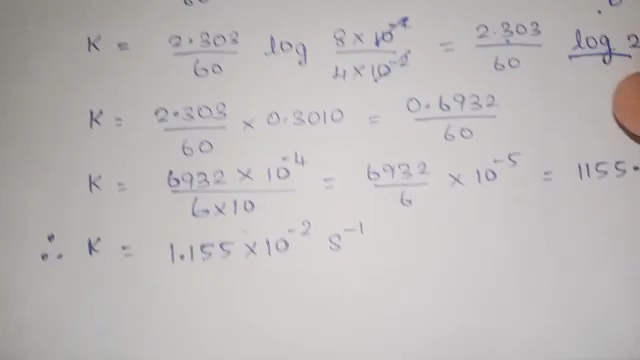 K = 2.303/60 log 8×10⁻²/4×10⁻² = 2.303/60 log 2
K = 2.303/60 × 0.3010 = 0.6932/60
K = 6932×10⁻⁴/6×10 = 6932/6 × 10⁻⁵ = 1155.
∴ K = 1.155×10⁻² S⁻¹